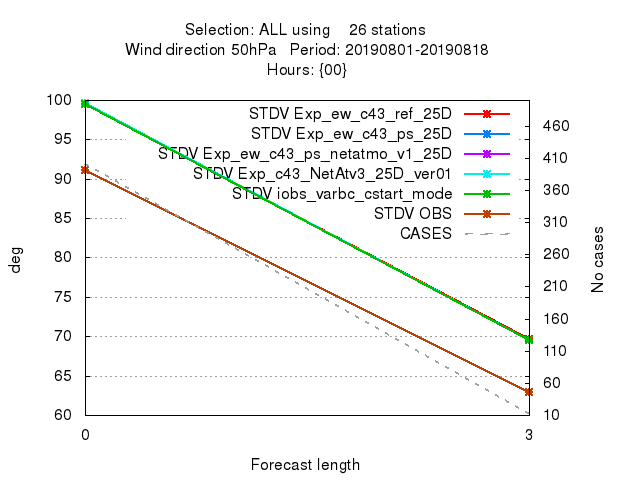 Selection: ALL using 26 stations
Wind direction 50hPa Period: 20190801-20190818
Hours: {00}
STDV Exp_ew_c43_ref_25D
STDV Exp_ew_c43_ps_25D
STDV Exp_ew_c43_ps_netatmo_v1_25D
STDV Exp_c43_NetAtv3_25D_ver01
STDV iobs_varbc_cstart_mode
STDV OBS
CASES
100
95
90
85
80
75
70
65
60
deg
460
410
360
310
260
210
160
110
60
10
No cases
0 3
Forecast length